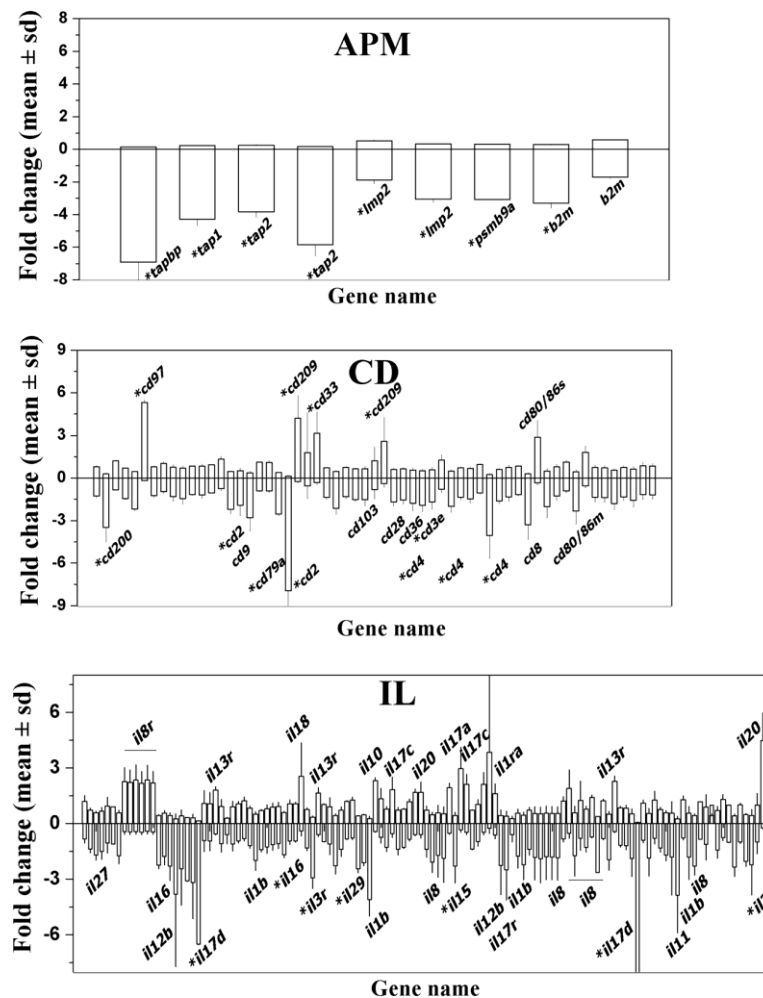 APM
Fold change (mean ± sd)
8
6
4
2
0
-2
-4
-6
-8
*tapbp
*tap1
*tap2
*tap2
*lmp2
*lmp2
*psmb9a
*b2m
b2m
Gene name
CD
Fold change (mean ± sd)
9
6
3
0
-3
-6
-9
*cd97
*cd209
*cd33
*cd209
cd80/86s
*cd200
*cd2
cd9
*cd79a
*cd2
cd103
cd28
cd36
*cd3e
*cd4
*cd4
*cd4
cd8
cd80/86m
Gene name
IL
Fold change (mean ± sd)
6
3
0
-3
-6
il8r
il13r
il18
il13r
il10
il17c
il20
il17a
il17c
il1ra
il13r
il20
il27
il16
il12b
*il17d
il1b
*il16
*il3r
*il29
il1b
il8
*il15
il12b
il17r
il1b
il8
il8
*il17d
il11
il1b
il8
Gene name